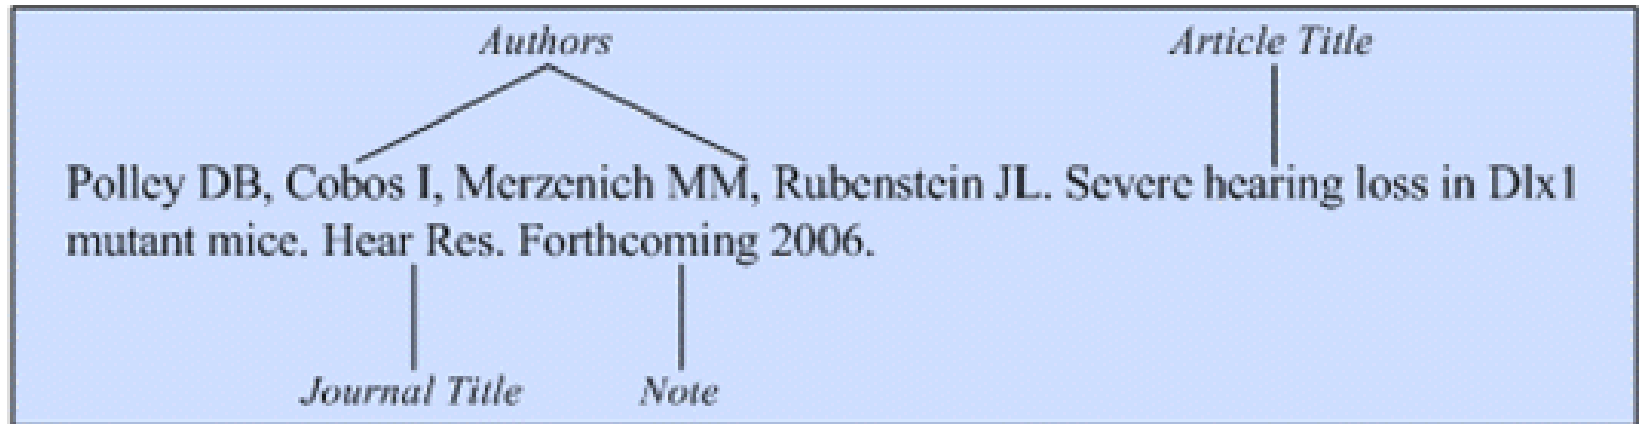 Authors Article Title
Polley DB, Cobos I, Merzenich MM, Rubenstein JL. Severe hearing loss in Dlx1
mutant mice. Hear Res. Forthcoming 2006.
Journal Title Note